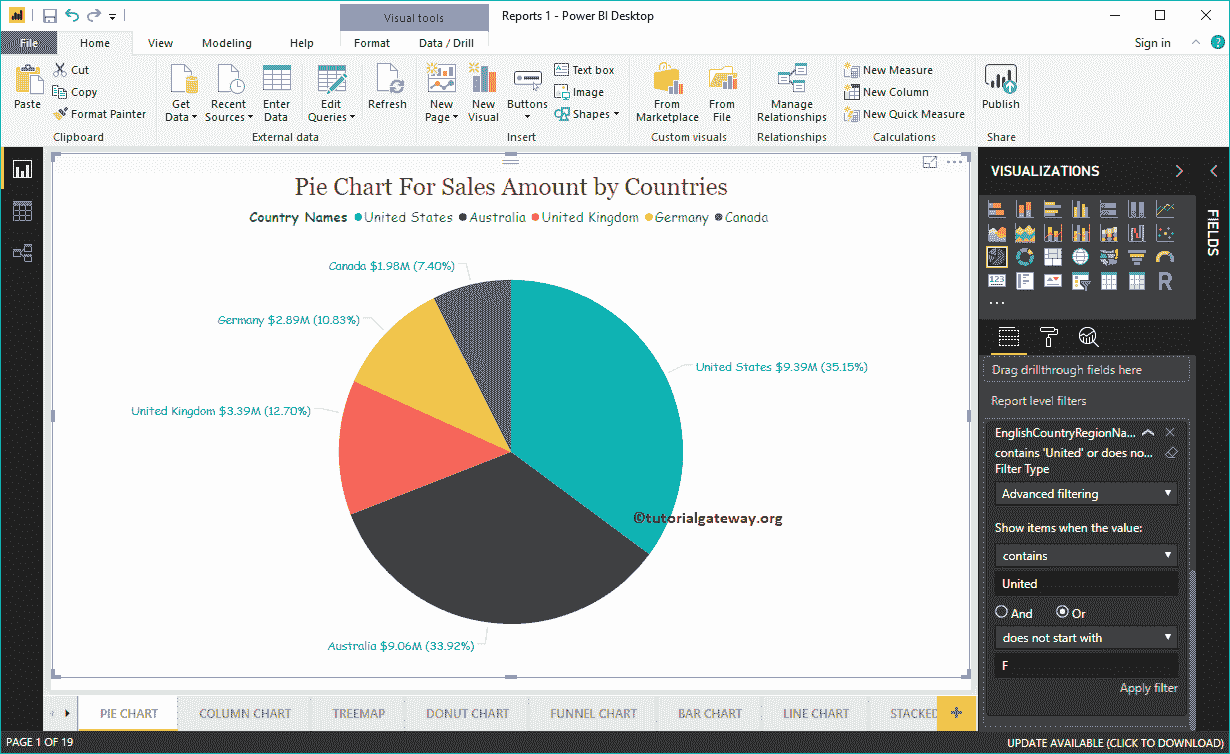 Visual tools
Reports 1 - Power BI Desktop
File Home View Modeling Help Format Data / Drill Sign in
?
Paste
Cut
Copy
Format Painter
Clipboard
Get Data
Recent Sources
Enter Data
Edit Queries
External data
Refresh
New Page
New Visual
Buttons
Text box
Image
Shapes
Insert
From Marketplace
From File
Custom visuals
Manage Relationships
Relationships
New Measure
New Column
New Quick Measure
Calculations
Publish
Share
Pie Chart For Sales Amount by Countries
Country Names United States Australia United Kingdom Germany Canada
Canada $1.98M (7.40%)
Germany $2.89M (10.83%)
United States $9.39M (35.15%)
United Kingdom $3.39M (12.70%)
©tutorialgateway.org
Australia $9.06M (33.92%)
VISUALIZATIONS
FIELDS
123
R
Drag drillthrough fields here
Report level filters
EnglishCountryRegionNa...
contains 'United' or does no...
Filter Type
Advanced filtering
Show items when the value:
contains
United
And Or
does not start with
F
Apply filter
PIE CHART COLUMN CHART TREEMAP DONUT CHART FUNNEL CHART BAR CHART LINE CHART STACKED
PAGE 1 OF 19
UPDATE AVAILABLE (CLICK TO DOWNLOAD)